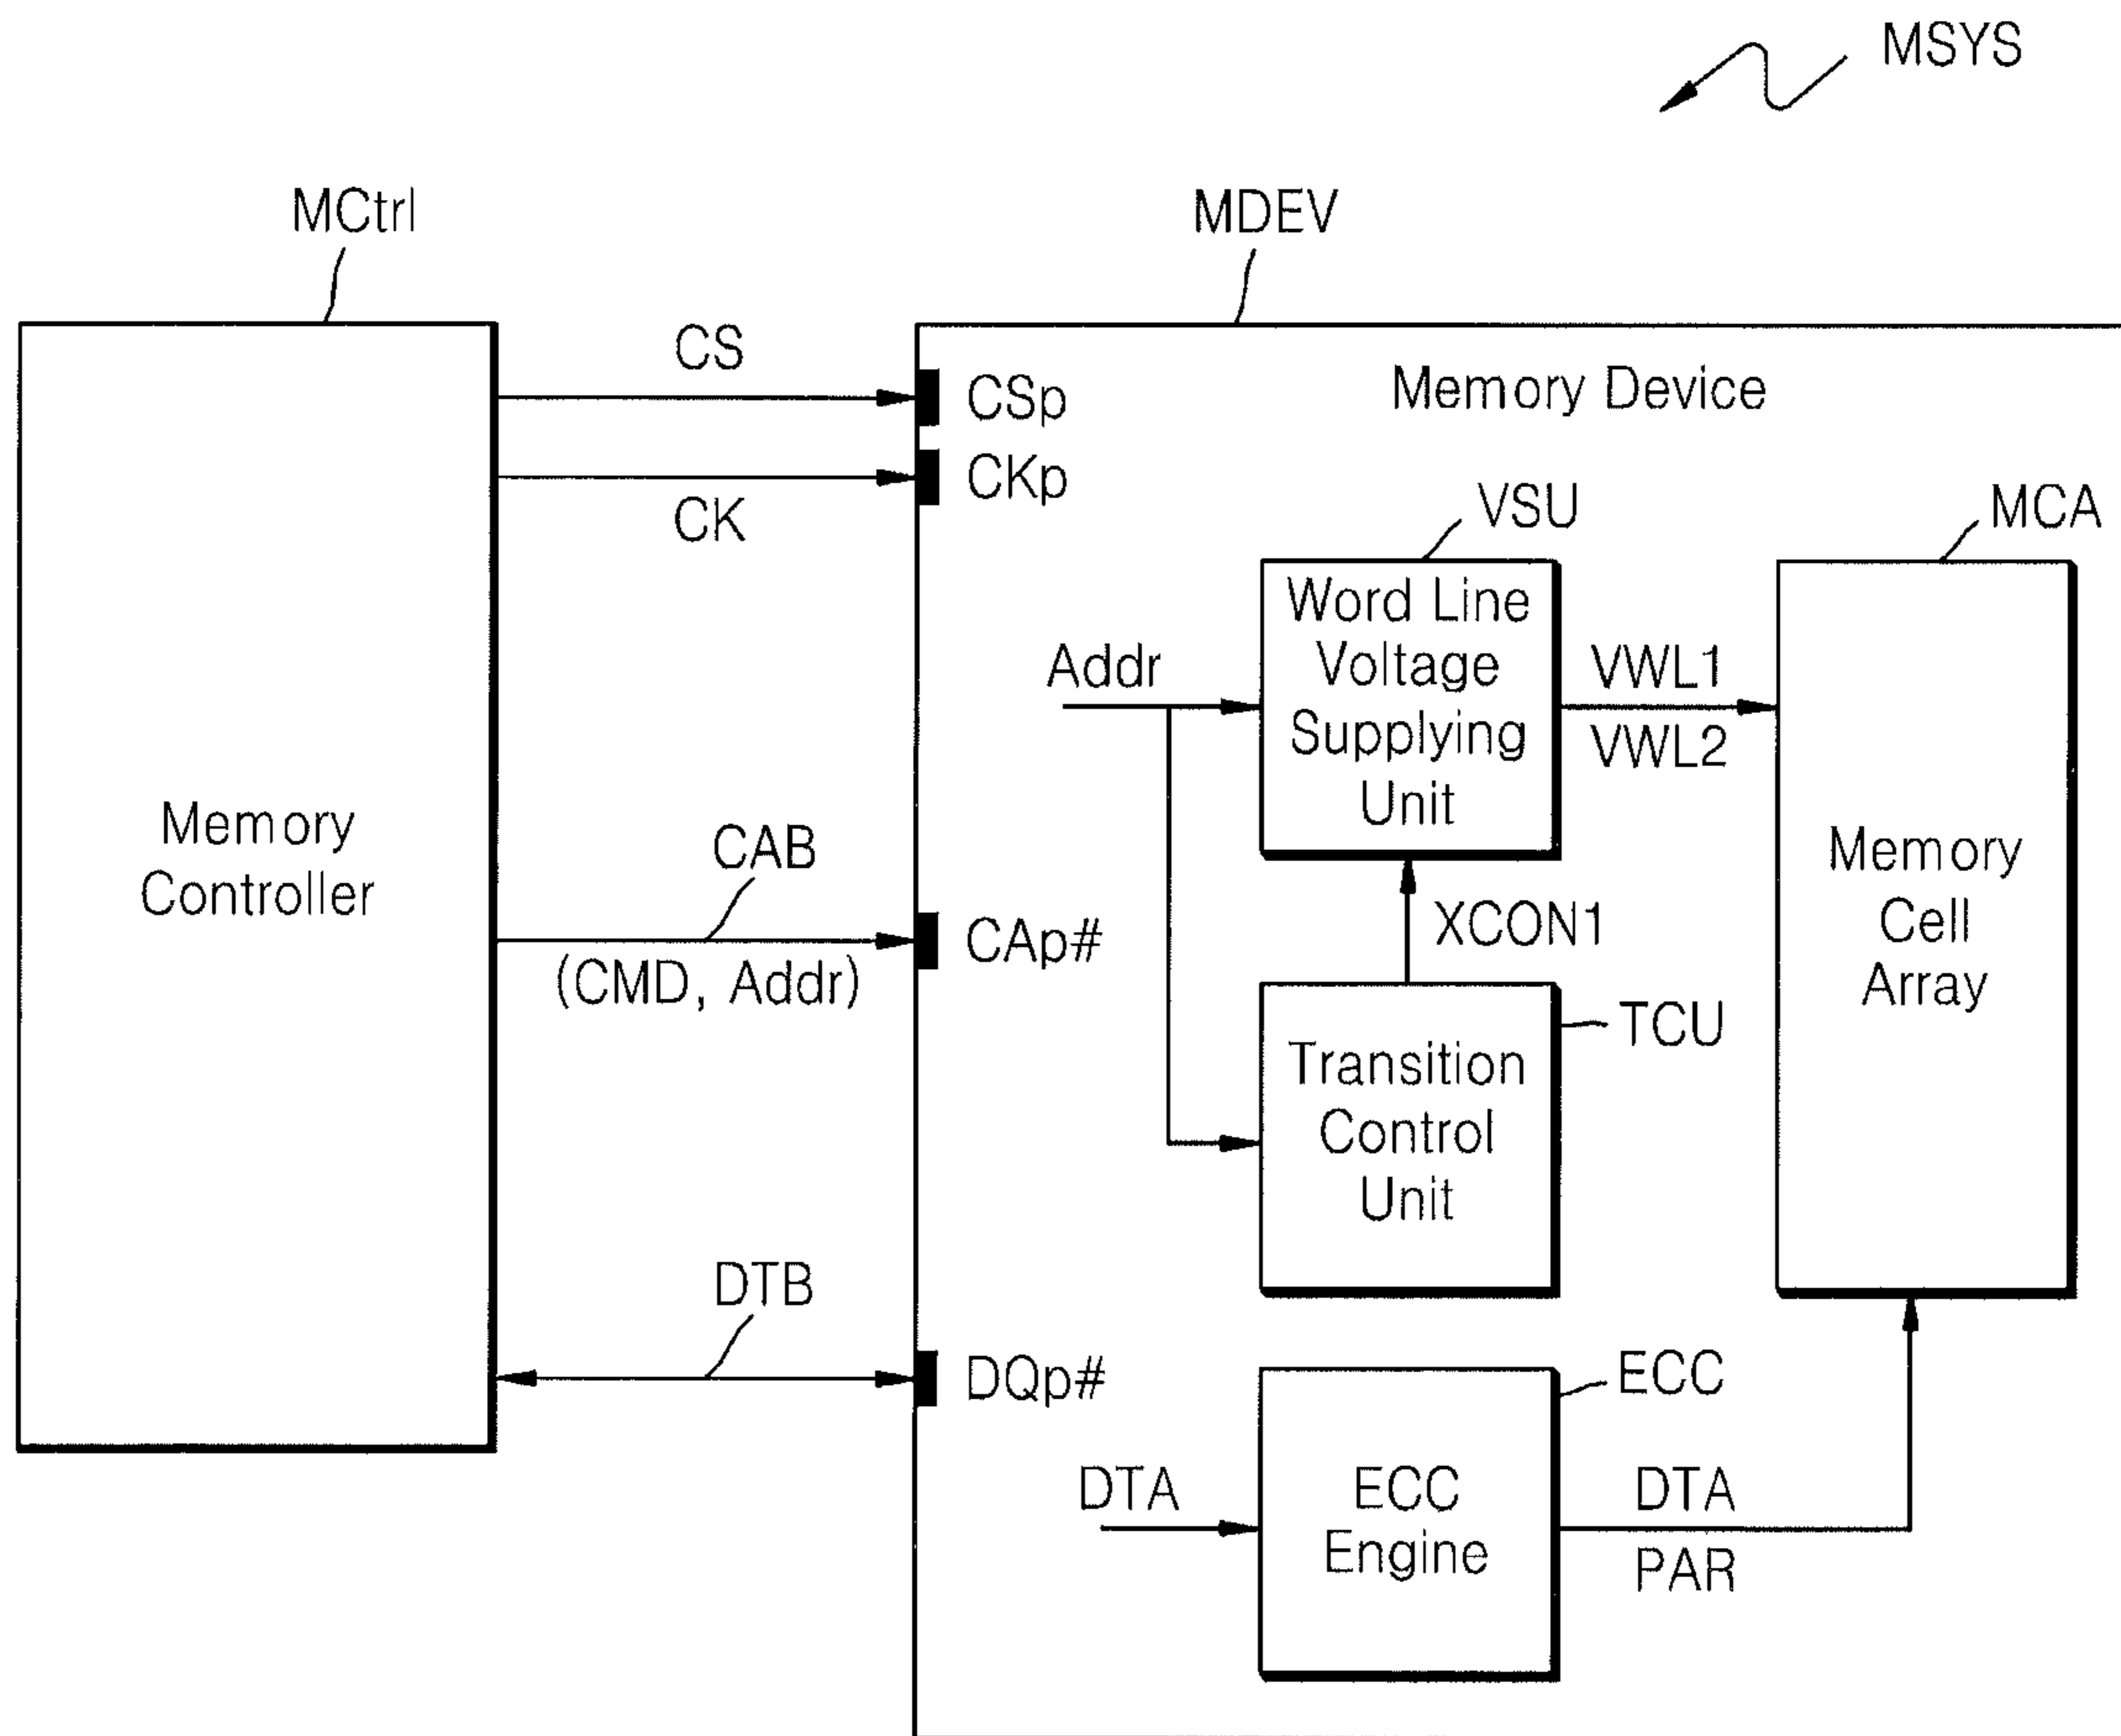 MSYS
MCtrl
MDEV
CS
CSp
Memory Device
CKp
CK
VSU
MCA
Word Line
Voltage
Supplying
Unit
Addr
VWL1
VWL2
Memory
Controller
CAB
(CMD, Addr)
CAp#
XCON1
Memory
Cell
Array
TCU
Transition
Control
Unit
DTB
DQp#
ECC
DTA
ECC
Engine
DTA
PAR